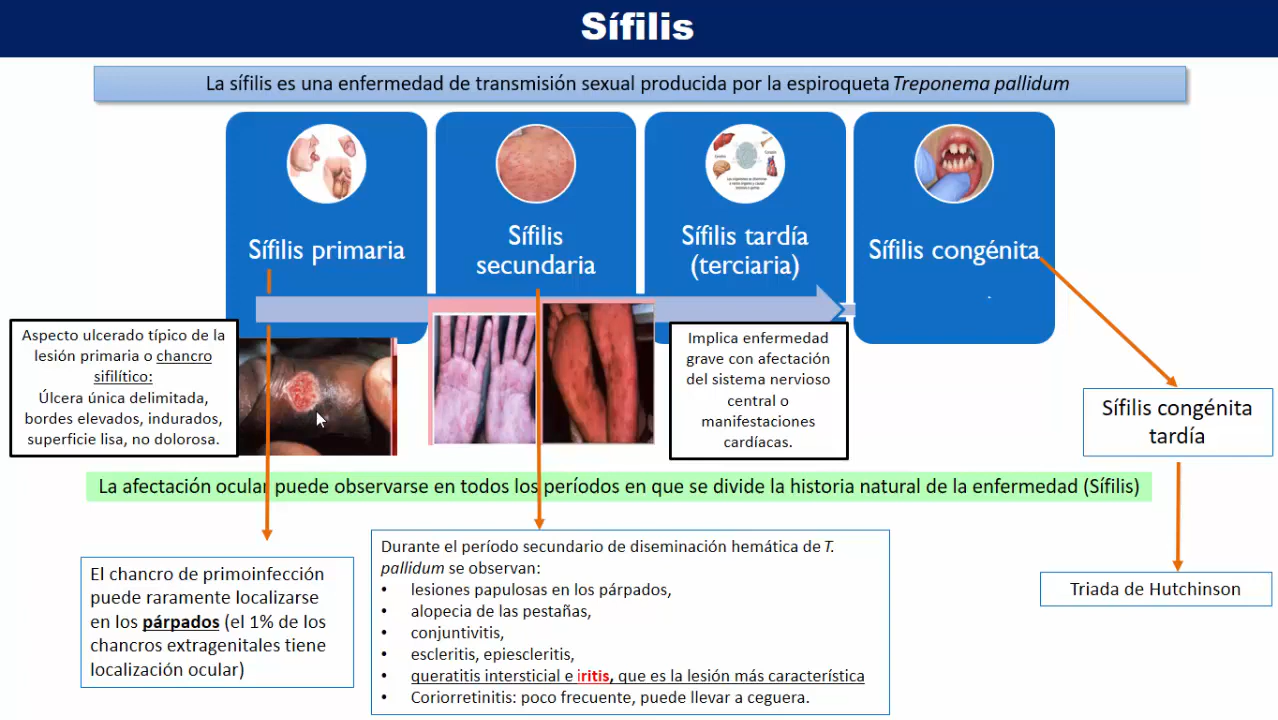 Sífilis
La sífilis es una enfermedad de transmisión sexual producida por la espiroqueta Treponema pallidum
Sífilis primaria
Sífilis
secundaria
Sífilis tardía
(terciaria)
Sífilis congénita
Aspecto ulcerado típico de la
lesión primaria o chancro
sifilítico:
Úlcera única delimitada,
bordes elevados, indurados,
superficie lisa, no dolorosa.
Implica enfermedad
grave con afectación
del sistema nervioso
central o
manifestaciones
cardíacas.
Sífilis congénita
tardía
La afectación ocular puede observarse en todos los períodos en que se divide la historia natural de la enfermedad (Sífilis)
El chancro de primoinfección
puede raramente localizarse
en los párpados (el 1% de los
chancros extragenitales tiene
localización ocular)
Durante el período secundario de diseminación hemática de T.
pallidum se observan:
• lesiones papulosas en los párpados,
• alopecia de las pestañas,
• conjuntivitis,
• escleritis, epiescleritis,
• queratitis intersticial e iritis, que es la lesión más característica
• Coriorretinitis: poco frecuente, puede llevar a ceguera.
Triada de Hutchinson